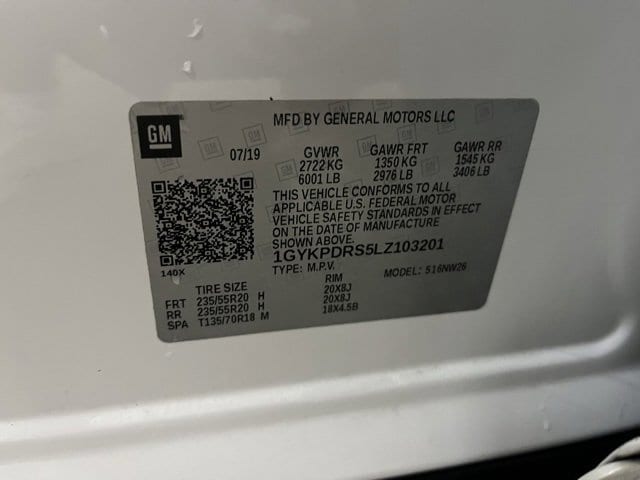 GM
MFD BY GENERAL MOTORS LLC
07/19 GVWR GAWR FRT GAWR RR
2722 KG 1350 KG 1545 KG
6001 LB 2976 LB 3406 LB
THIS VEHICLE CONFORMS TO ALL
APPLICABLE U.S. FEDERAL MOTOR
VEHICLE SAFETY STANDARDS IN EFFECT
ON THE DATE OF MANUFACTURE
SHOWN ABOVE.
140X 1GYKPDRS5LZ103201
TYPE: M.P.V. MODEL: 516NW26
TIRE SIZE RIM
FRT 235/55R20 H 20X8J
RR 235/55R20 H 20X8J
SPA T135/70R18 M 18X4.5B